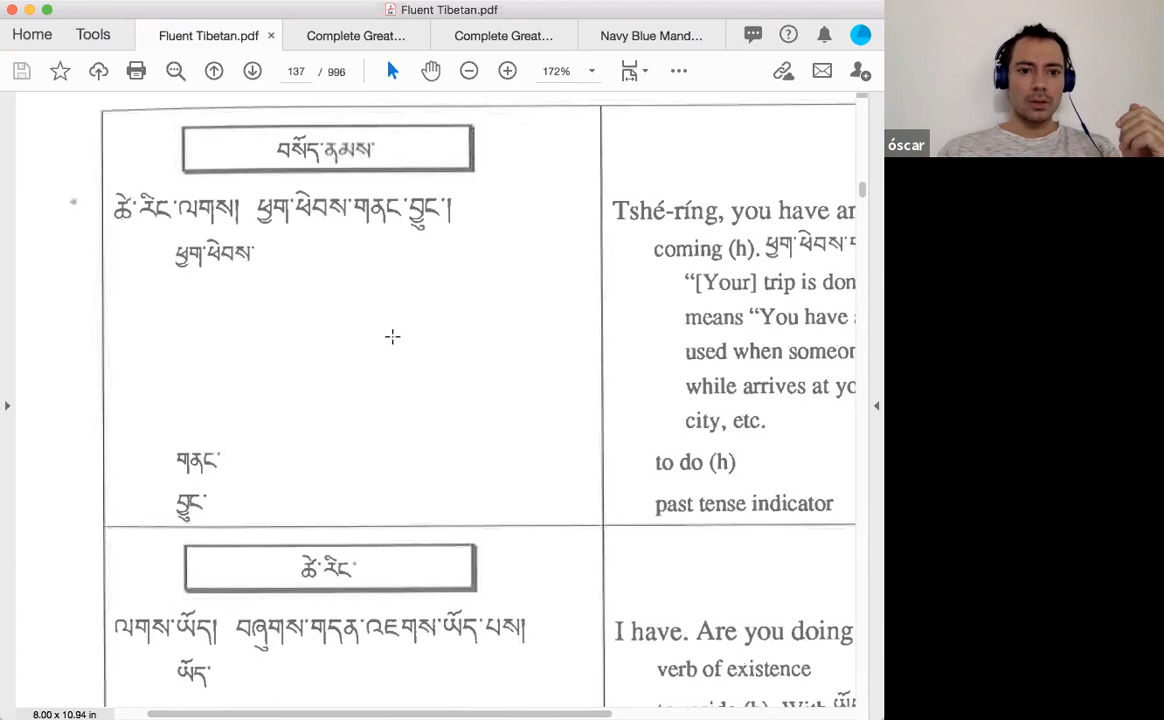 Fluent Tibetan.pdf
Home Tools Fluent Tibetan.pdf × Complete Great... Complete Great... Navy Blue Mand...
137 / 996 172%
óscar
བསོད་ནམས་
ཚེ་རིང་ལགས། ཕྱག་ཕེབས་གནང་བྱུང་།
Tshé-ríng, you have ar
ཕྱག་ཕེབས་
coming (h). ཕྱག་ཕེབས་
"[Your] trip is don
means "You have
used when someor
while arrives at yo
city, etc.
གནང་
to do (h)
བྱུང་
past tense indicator
ཚེ་རིང་
ལགས་ཡོད། བཞུགས་གདན་འཇགས་ཡོད་པས།
I have. Are you doing
ཡོད་
verb of existence
8.00 x 10.94 in